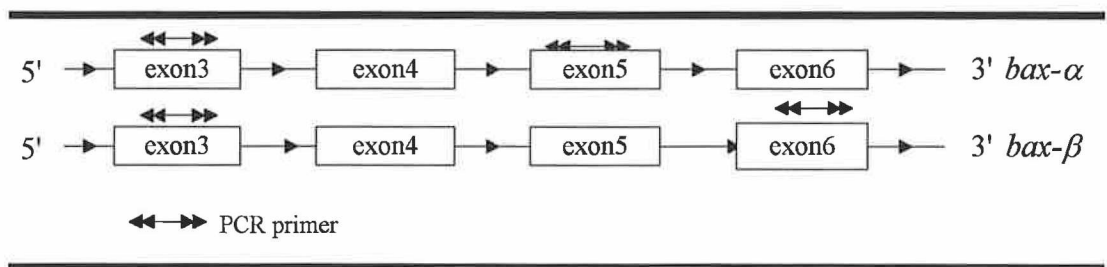 5' exon3 exon4 exon5 exon6 3' bax-α
5' exon3 exon4 exon5 exon6 3' bax-β
PCR primer